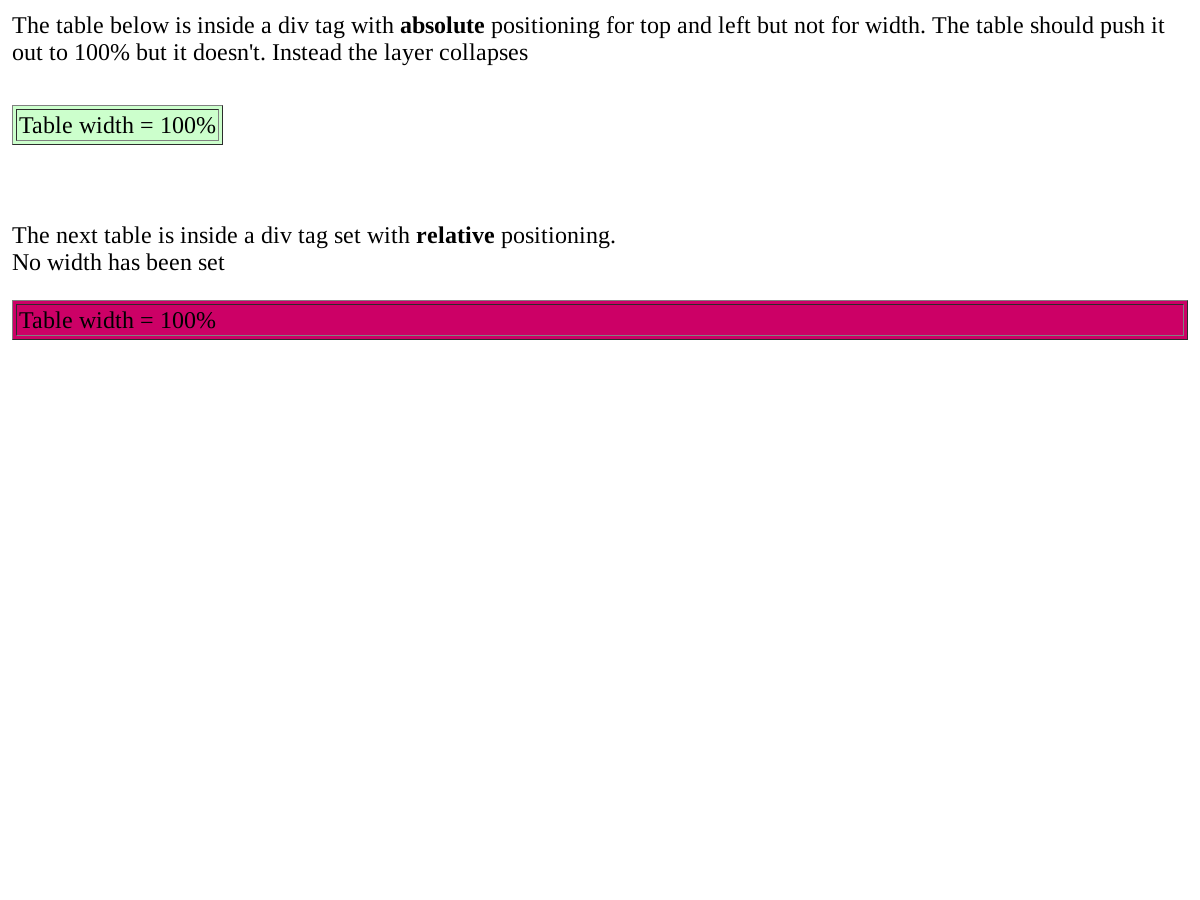 The table below is inside a div tag with absolute positioning for top and left but not for width. The table should push it
out to 100% but it doesn't. Instead the layer collapses
Table width = 100%
The next table is inside a div tag set with relative positioning.
No width has been set
Table width = 100%